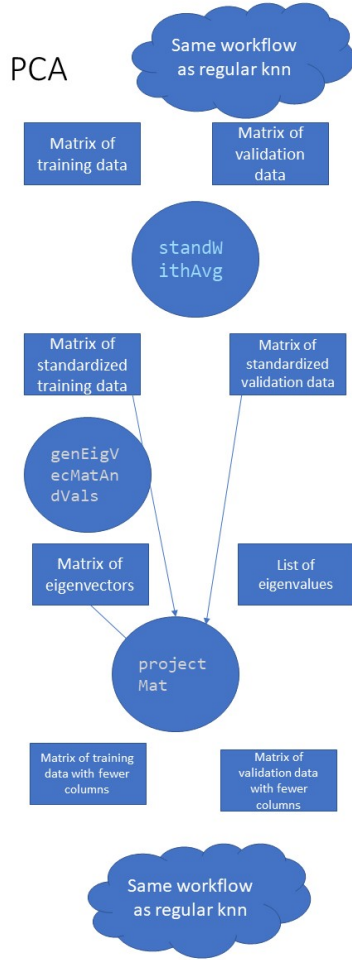 Same workflow
as regular knn
PCA
Matrix of
training data
Matrix of
validation
data
standW
ithAvg
Matrix of
standardized
training data
Matrix of
standardized
validation data
genEigV
ecMatAn
dVals
Matrix of
eigenvectors
List of
eigenvalues
project
Mat
Matrix of training
data with fewer
columns
Matrix of
validation data
with fewer
columns
Same workflow
as regular knn